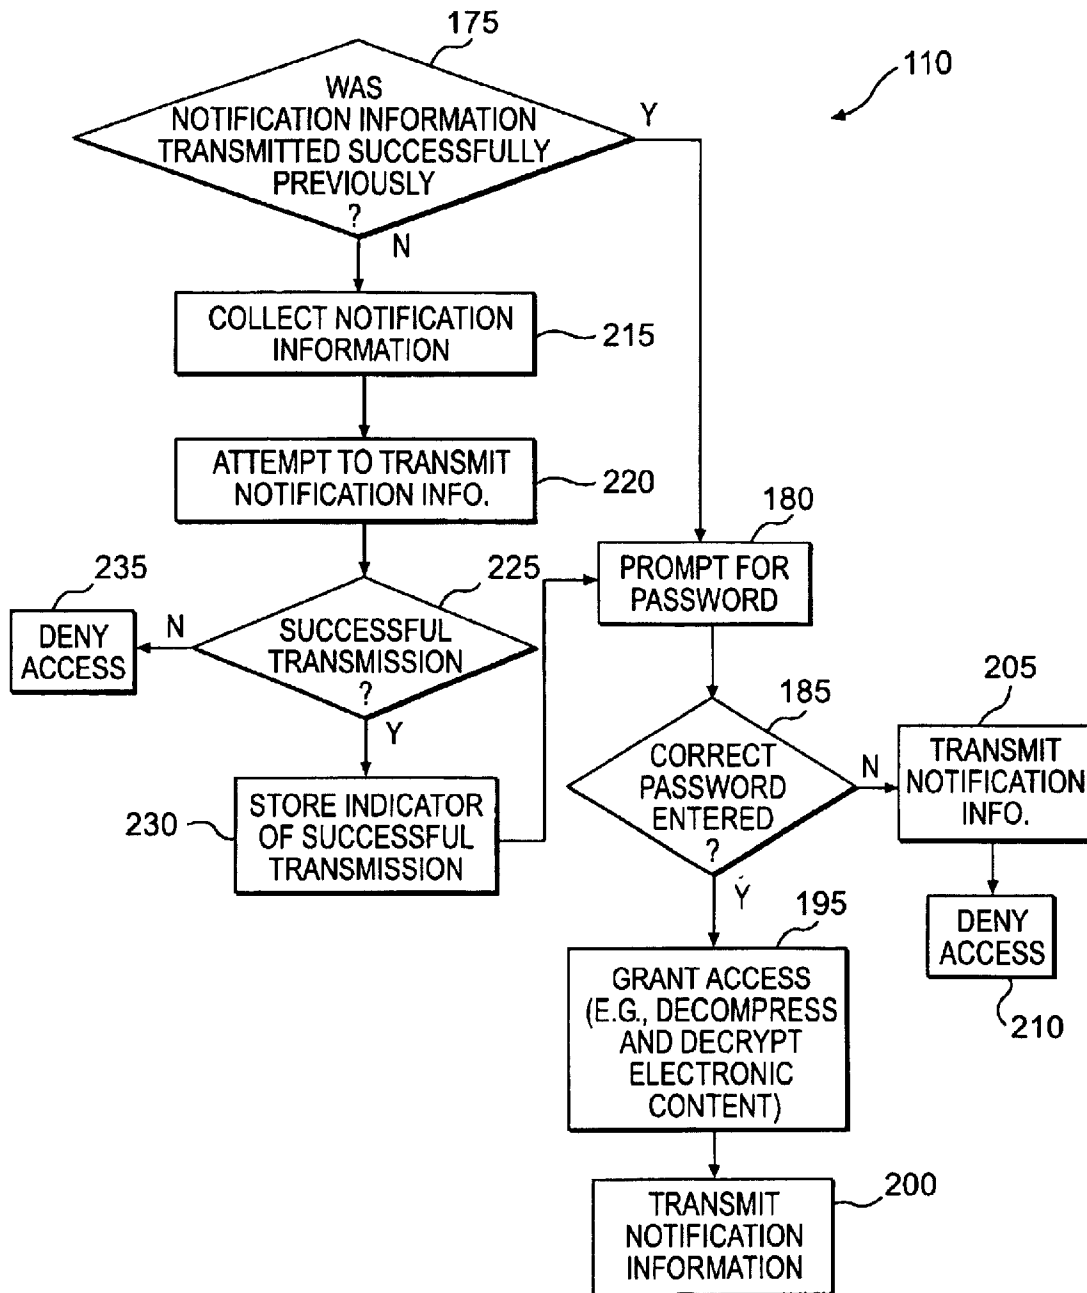 175
110
WAS
NOTIFICATION INFORMATION
TRANSMITTED SUCCESSFULLY
PREVIOUSLY
?
Y
N
COLLECT NOTIFICATION
INFORMATION
215
ATTEMPT TO TRANSMIT
NOTIFICATION INFO.
220
180
PROMPT FOR
PASSWORD
235
DENY
ACCESS
N
225
SUCCESSFUL
TRANSMISSION
?
Y
230
STORE INDICATOR
OF SUCCESSFUL
TRANSMISSION
185
CORRECT
PASSWORD
ENTERED
?
N
Y
205
TRANSMIT
NOTIFICATION
INFO.
DENY
ACCESS
210
195
GRANT ACCESS
(E.G., DECOMPRESS
AND DECRYPT
ELECTRONIC
CONTENT)
200
TRANSMIT
NOTIFICATION
INFORMATION